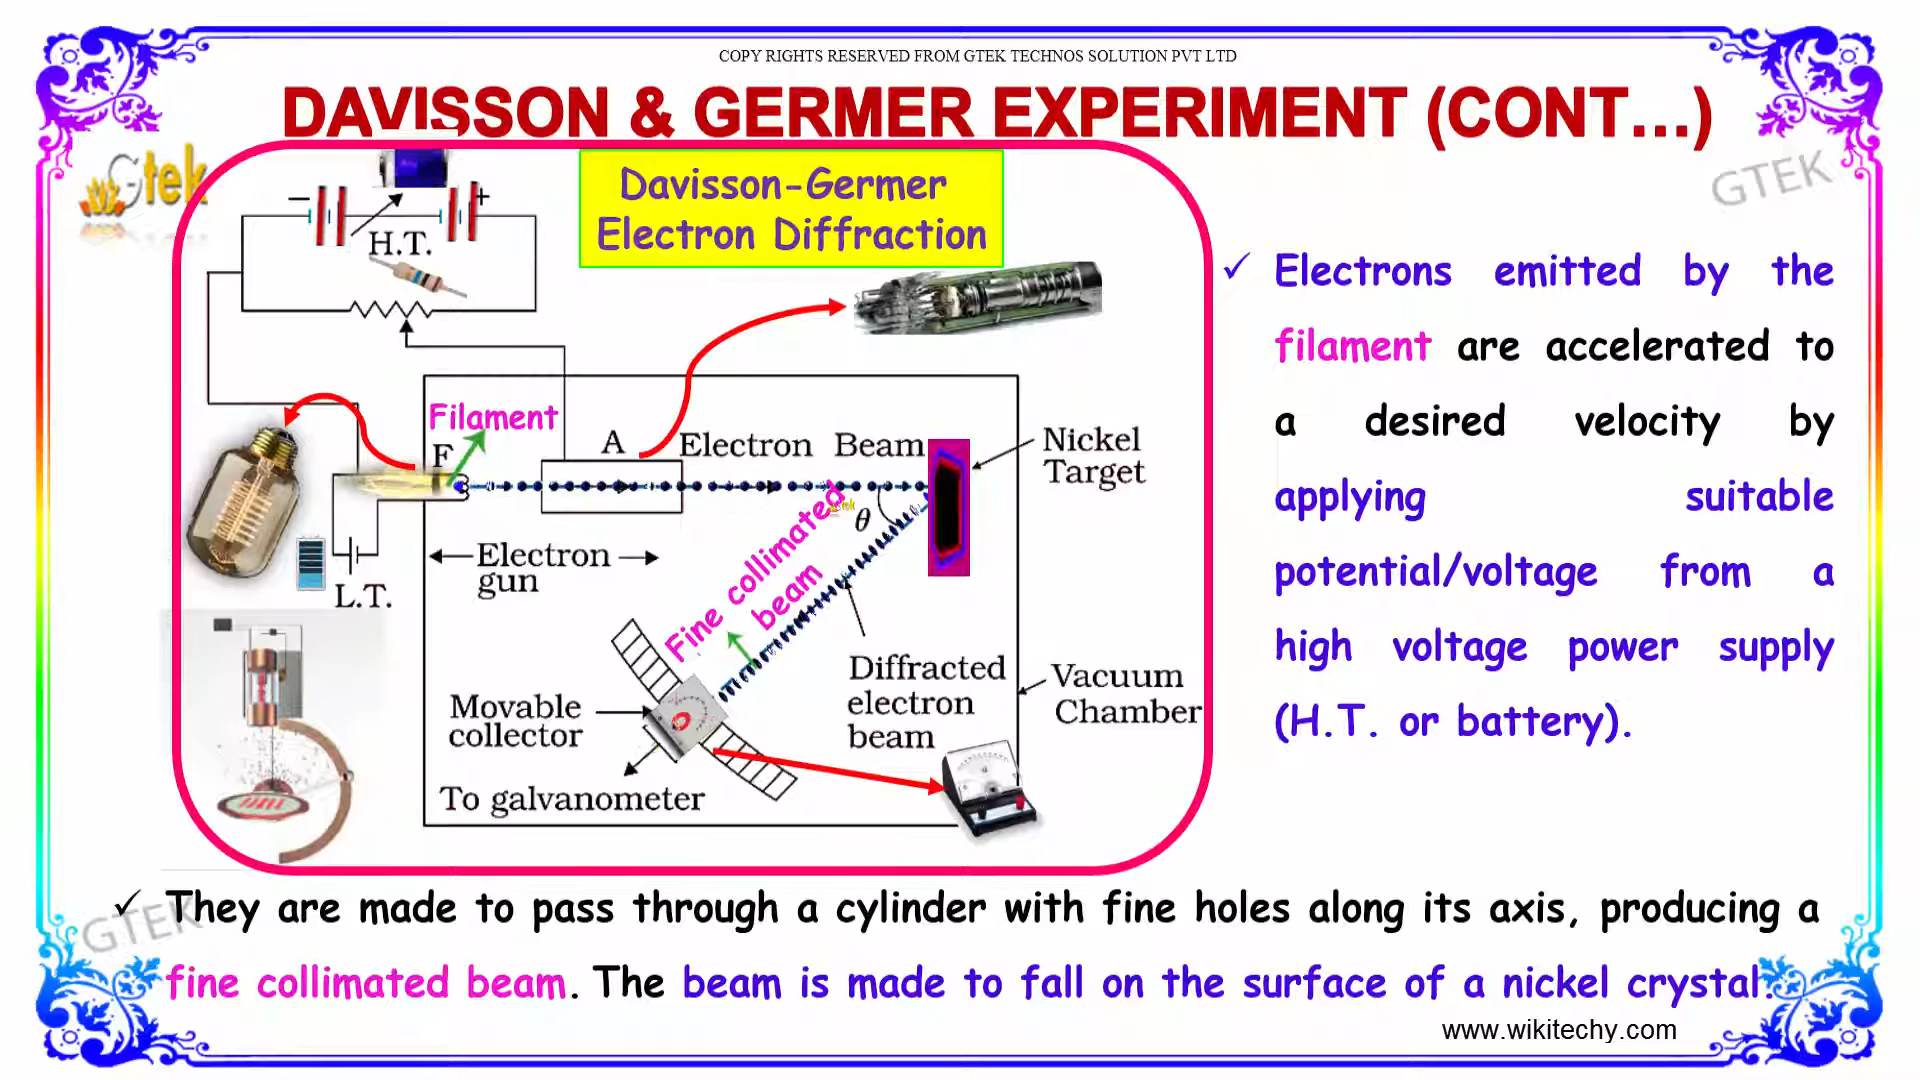 COPY RIGHTS RESERVED FROM GTEK TECHNOS SOLUTION PVT LTD
DAVISSON & GERMER EXPERIMENT (CONT...)
Gtek
GTEK
Davisson-Germer
Electron Diffraction
− +
H.T.
Filament
F
A
Electron Beam
Nickel
Target
θ
Electron
gun
L.T.
Fine collimated
beam
Diffracted
electron
beam
Vacuum
Chamber
Movable
collector
To galvanometer
✓ Electrons emitted by the
filament are accelerated to
a desired velocity by
applying suitable
potential/voltage from a
high voltage power supply
(H.T. or battery).
✓ They are made to pass through a cylinder with fine holes along its axis, producing a
GTEK
fine collimated beam. The beam is made to fall on the surface of a nickel crystal.
www.wikitechy.com